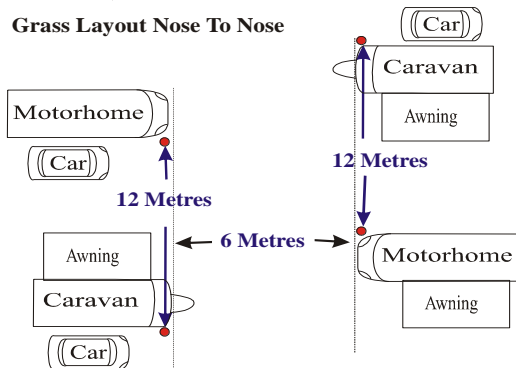 Grass Layout Nose To Nose
Car
Caravan
Motorhome
Awning
Car
12 Metres
12 Metres
6 Metres
Awning
Motorhome
Caravan
Awning
Car